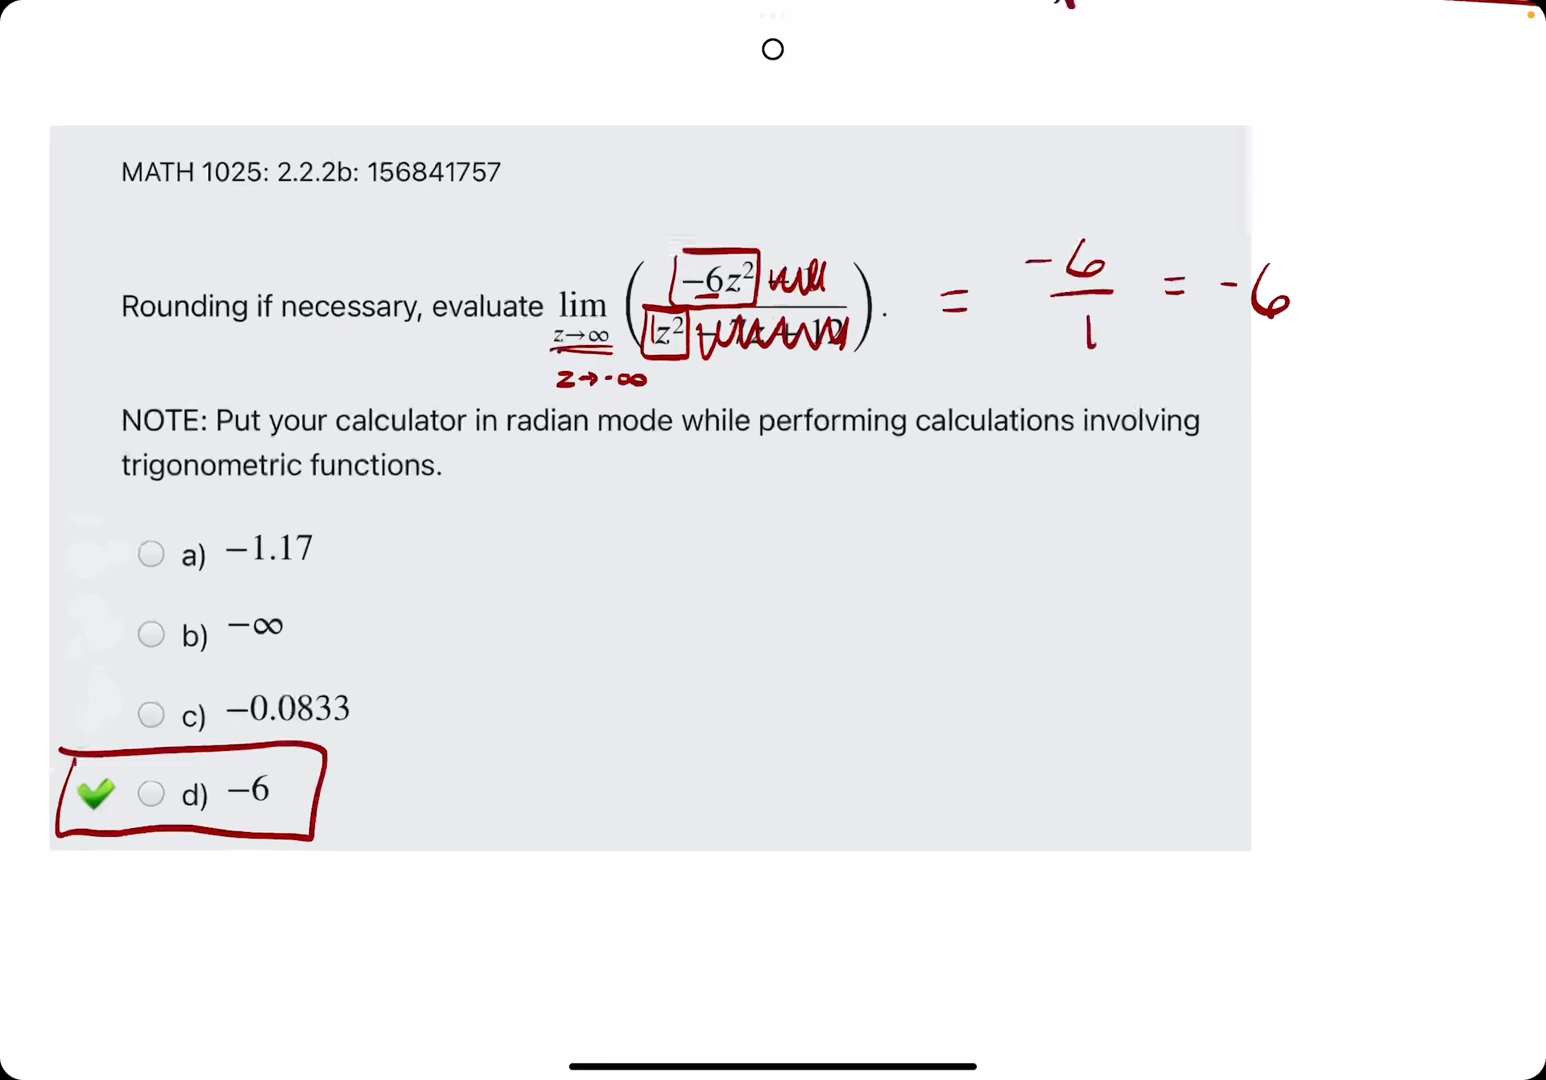 MATH 1025: 2.2.2b: 156841757
Rounding if necessary, evaluate lim z→∞ ( −6z² / 1z² ) . = -6/1 = -6
z→-∞
NOTE: Put your calculator in radian mode while performing calculations involving
trigonometric functions.
a) −1.17
b) −∞
c) −0.0833
d) −6